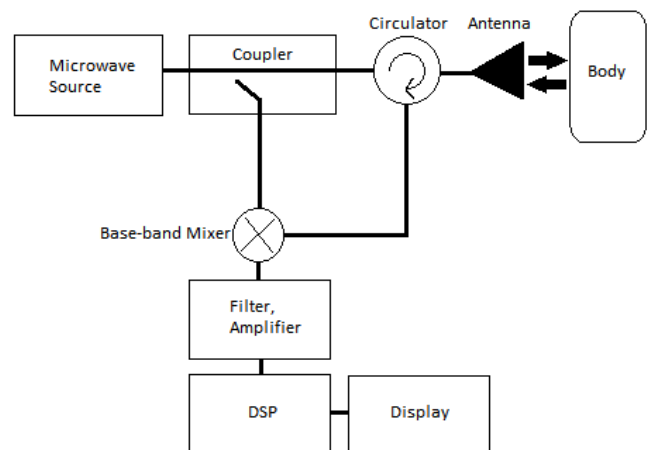 Circulator
Antenna
Coupler
Microwave
Source
Body
Base-band Mixer
Filter,
Amplifier
DSP
Display